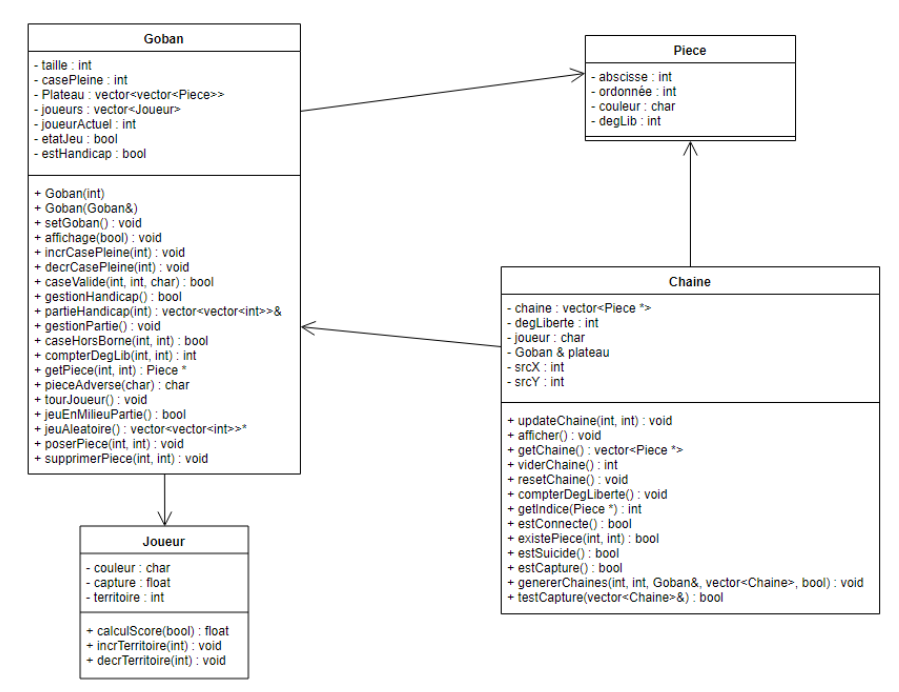 Goban
- taille : int
- casePleine : int
- Plateau : vector<vector<Piece>>
- joueurs : vector<Joueur>
- joueurActuel : int
- etatJeu : bool
- estHandicap : bool
+ Goban(int)
+ Goban(Goban&)
+ setGoban() : void
+ affichage(bool) : void
+ incrCasePleine(int) : void
+ decrCasePleine(int) : void
+ caseValide(int, int, char) : bool
+ gestionHandicap() : bool
+ partieHandicap(int) : vector<vector<int>>&
+ gestionPartie() : void
+ caseHorsBorne(int, int) : bool
+ compterDegLib(int, int) : int
+ getPiece(int, int) : Piece *
+ pieceAdverse(char) : char
+ tourJoueur() : void
+ jeuEnMilieuPartie() : bool
+ jeuAleatoire() : vector<vector<int>>*
+ poserPiece(int, int) : void
+ supprimerPiece(int, int) : void
Piece
- abscisse : int
- ordonnée : int
- couleur : char
- degLib : int
Chaine
- chaine : vector<Piece *>
- degLiberte : int
- joueur : char
- Goban & plateau
- srcX : int
- srcY : int
+ updateChaine(int, int) : void
+ afficher() : void
+ getChaine() : vector<Piece *>
+ viderChaine() : int
+ resetChaine() : void
+ compterDegLiberte() : void
+ getIndice(Piece *) : int
+ estConnecte() : bool
+ existePiece(int, int) : bool
+ estSuicide() : bool
+ estCapture() : bool
+ genererChaines(int, int, Goban&, vector<Chaine>, bool) : void
+ testCapture(vector<Chaine>&) : bool
Joueur
- couleur : char
- capture : float
- territoire : int
+ calculScore(bool) : float
+ incrTerritoire(int) : void
+ decrTerritoire(int) : void